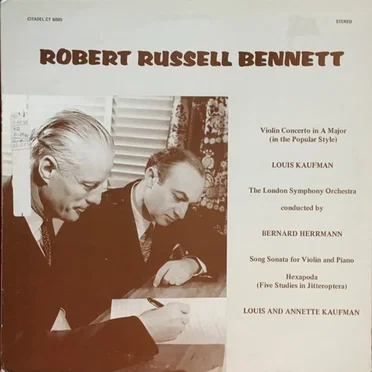 CITADEL CT 6005
STEREO
ROBERT RUSSELL BENNETT
Violin Concerto in A Major
(in the Popular Style)
LOUIS KAUFMAN
The London Symphony Orchestra
conducted by
BERNARD HERRMANN
Song Sonata for Violin and Piano
Hexapoda
(Five Studies in Jitteroptera)
LOUIS AND ANNETTE KAUFMAN